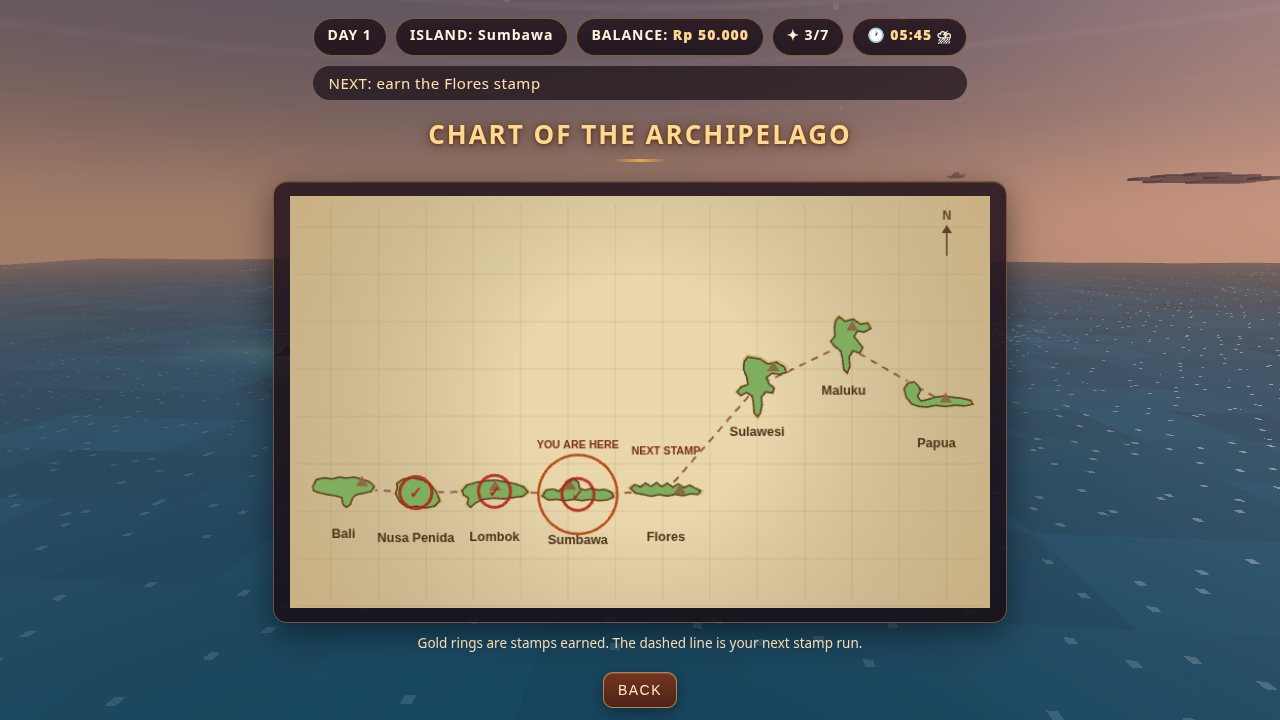 DAY 1
ISLAND: Sumbawa
BALANCE: Rp 50.000
✦ 3/7
🕐 05:45 ⛈
NEXT: earn the Flores stamp
CHART OF THE ARCHIPELAGO
N
Maluku
Sulawesi
Papua
YOU ARE HERE
NEXT STAMP
Bali
Nusa Penida
Lombok
Sumbawa
Flores
Gold rings are stamps earned. The dashed line is your next stamp run.
BACK